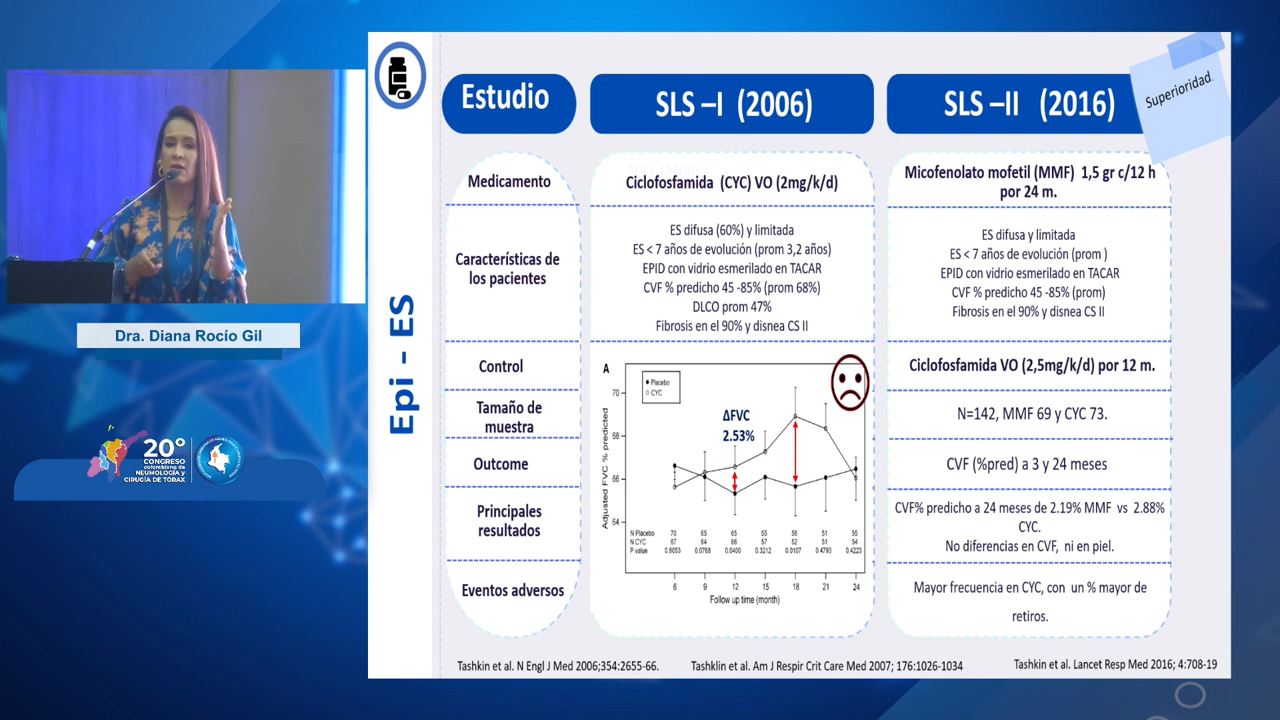 Estudio
SLS –I (2006)
SLS –II (2016)
Superioridad.
Medicamento
Ciclofosfamida (CYC) VO (2mg/k/d)
Micofenolato mofetil (MMF) 1,5 gr c/12 h
por 24 m.
Características de
los pacientes
ES difusa (60%) y limitada
ES < 7 años de evolución (prom 3,2 años)
EPID con vidrio esmerilado en TACAR
CVF % predicho 45 -85% (prom 68%)
DLCO prom 47%
Fibrosis en el 90% y disnea CS II
ES difusa y limitada
ES < 7 años de evolución (prom )
EPID con vidrio esmerilado en TACAR
CVF % predicho 45 -85% (prom)
Fibrosis en el 90% y disnea CS II
Control
Ciclofosfamida VO (2,5mg/k/d) por 12 m.
Tamaño de
muestra
N=142, MMF 69 y CYC 73.
Outcome
CVF (%pred) a 3 y 24 meses
Principales
resultados
CVF% predicho a 24 meses de 2.19% MMF vs 2.88%
CYC.
No diferencias en CVF, ni en piel.
Eventos adversos
Mayor frecuencia en CYC, con un % mayor de
retiros.
A
Placebo
CYC
ΔFVC
2.53%
Adjusted FVC % predicted
70
68
66
64
N Placebo 70 65 65 55 56 51 55
N CYC 67 64 66 57 52 51 54
P value 0.8053 0.0768 0.0400 0.3212 0.0107 0.4793 0.4223
6 9 12 15 18 21 24
Follow up time (month)
Epi - ES
Tashkin et al. N Engl J Med 2006;354:2655-66.
Tashklin et al. Am J Respir Crit Care Med 2007; 176:1026-1034
Tashkin et al. Lancet Resp Med 2016; 4:708-19
Dra. Diana Rocío Gil
20°
CONGRESO
colombiano de
NEUMOLOGÍA y
CIRUGÍA DE TÓRAX